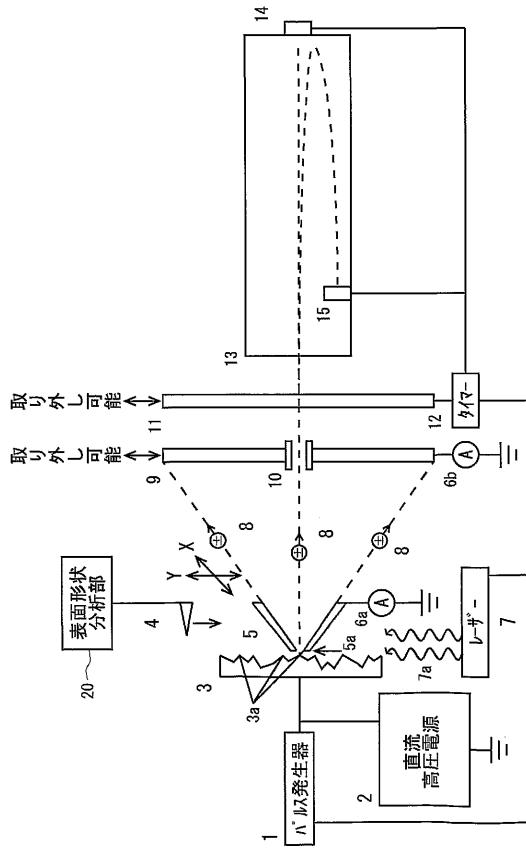 表面形状
分析部
20
4
Y
X
3
3a
5
5a
6a
A
8
8
8
±
±
±
取り外し可能
9
10
6b
A
取り外し可能
11
12
タイマー
13
14
15
1
パルス発生器
2
直流
高圧電源
7a
レーザー
7